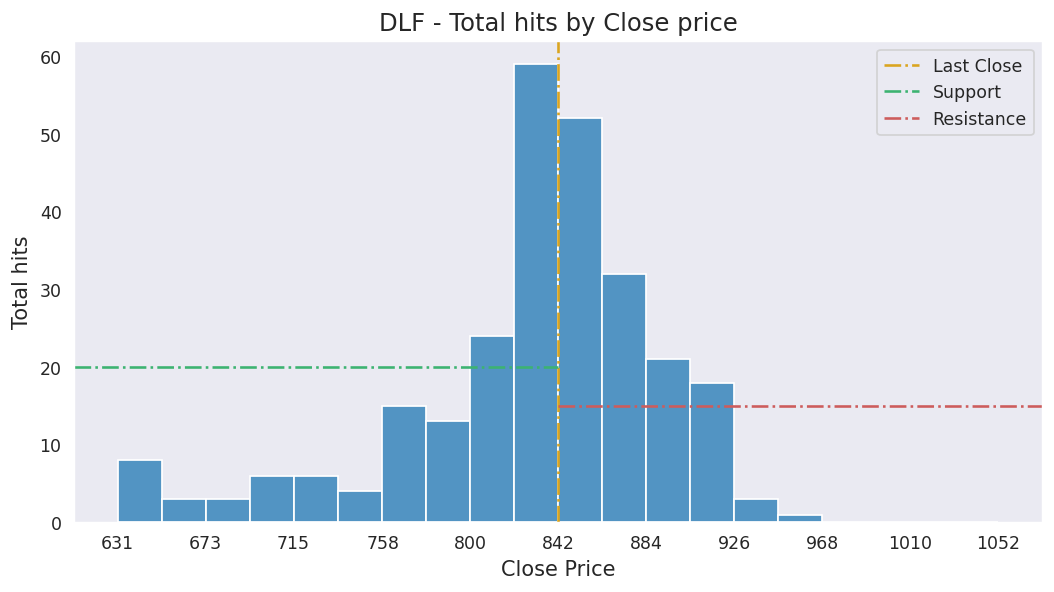 DLF - Total hits by Close price
Last Close
Support
Resistance
Total hits
60
50
40
30
20
10
0
631 673 715 758 800 842 884 926 968 1010 1052
Close Price